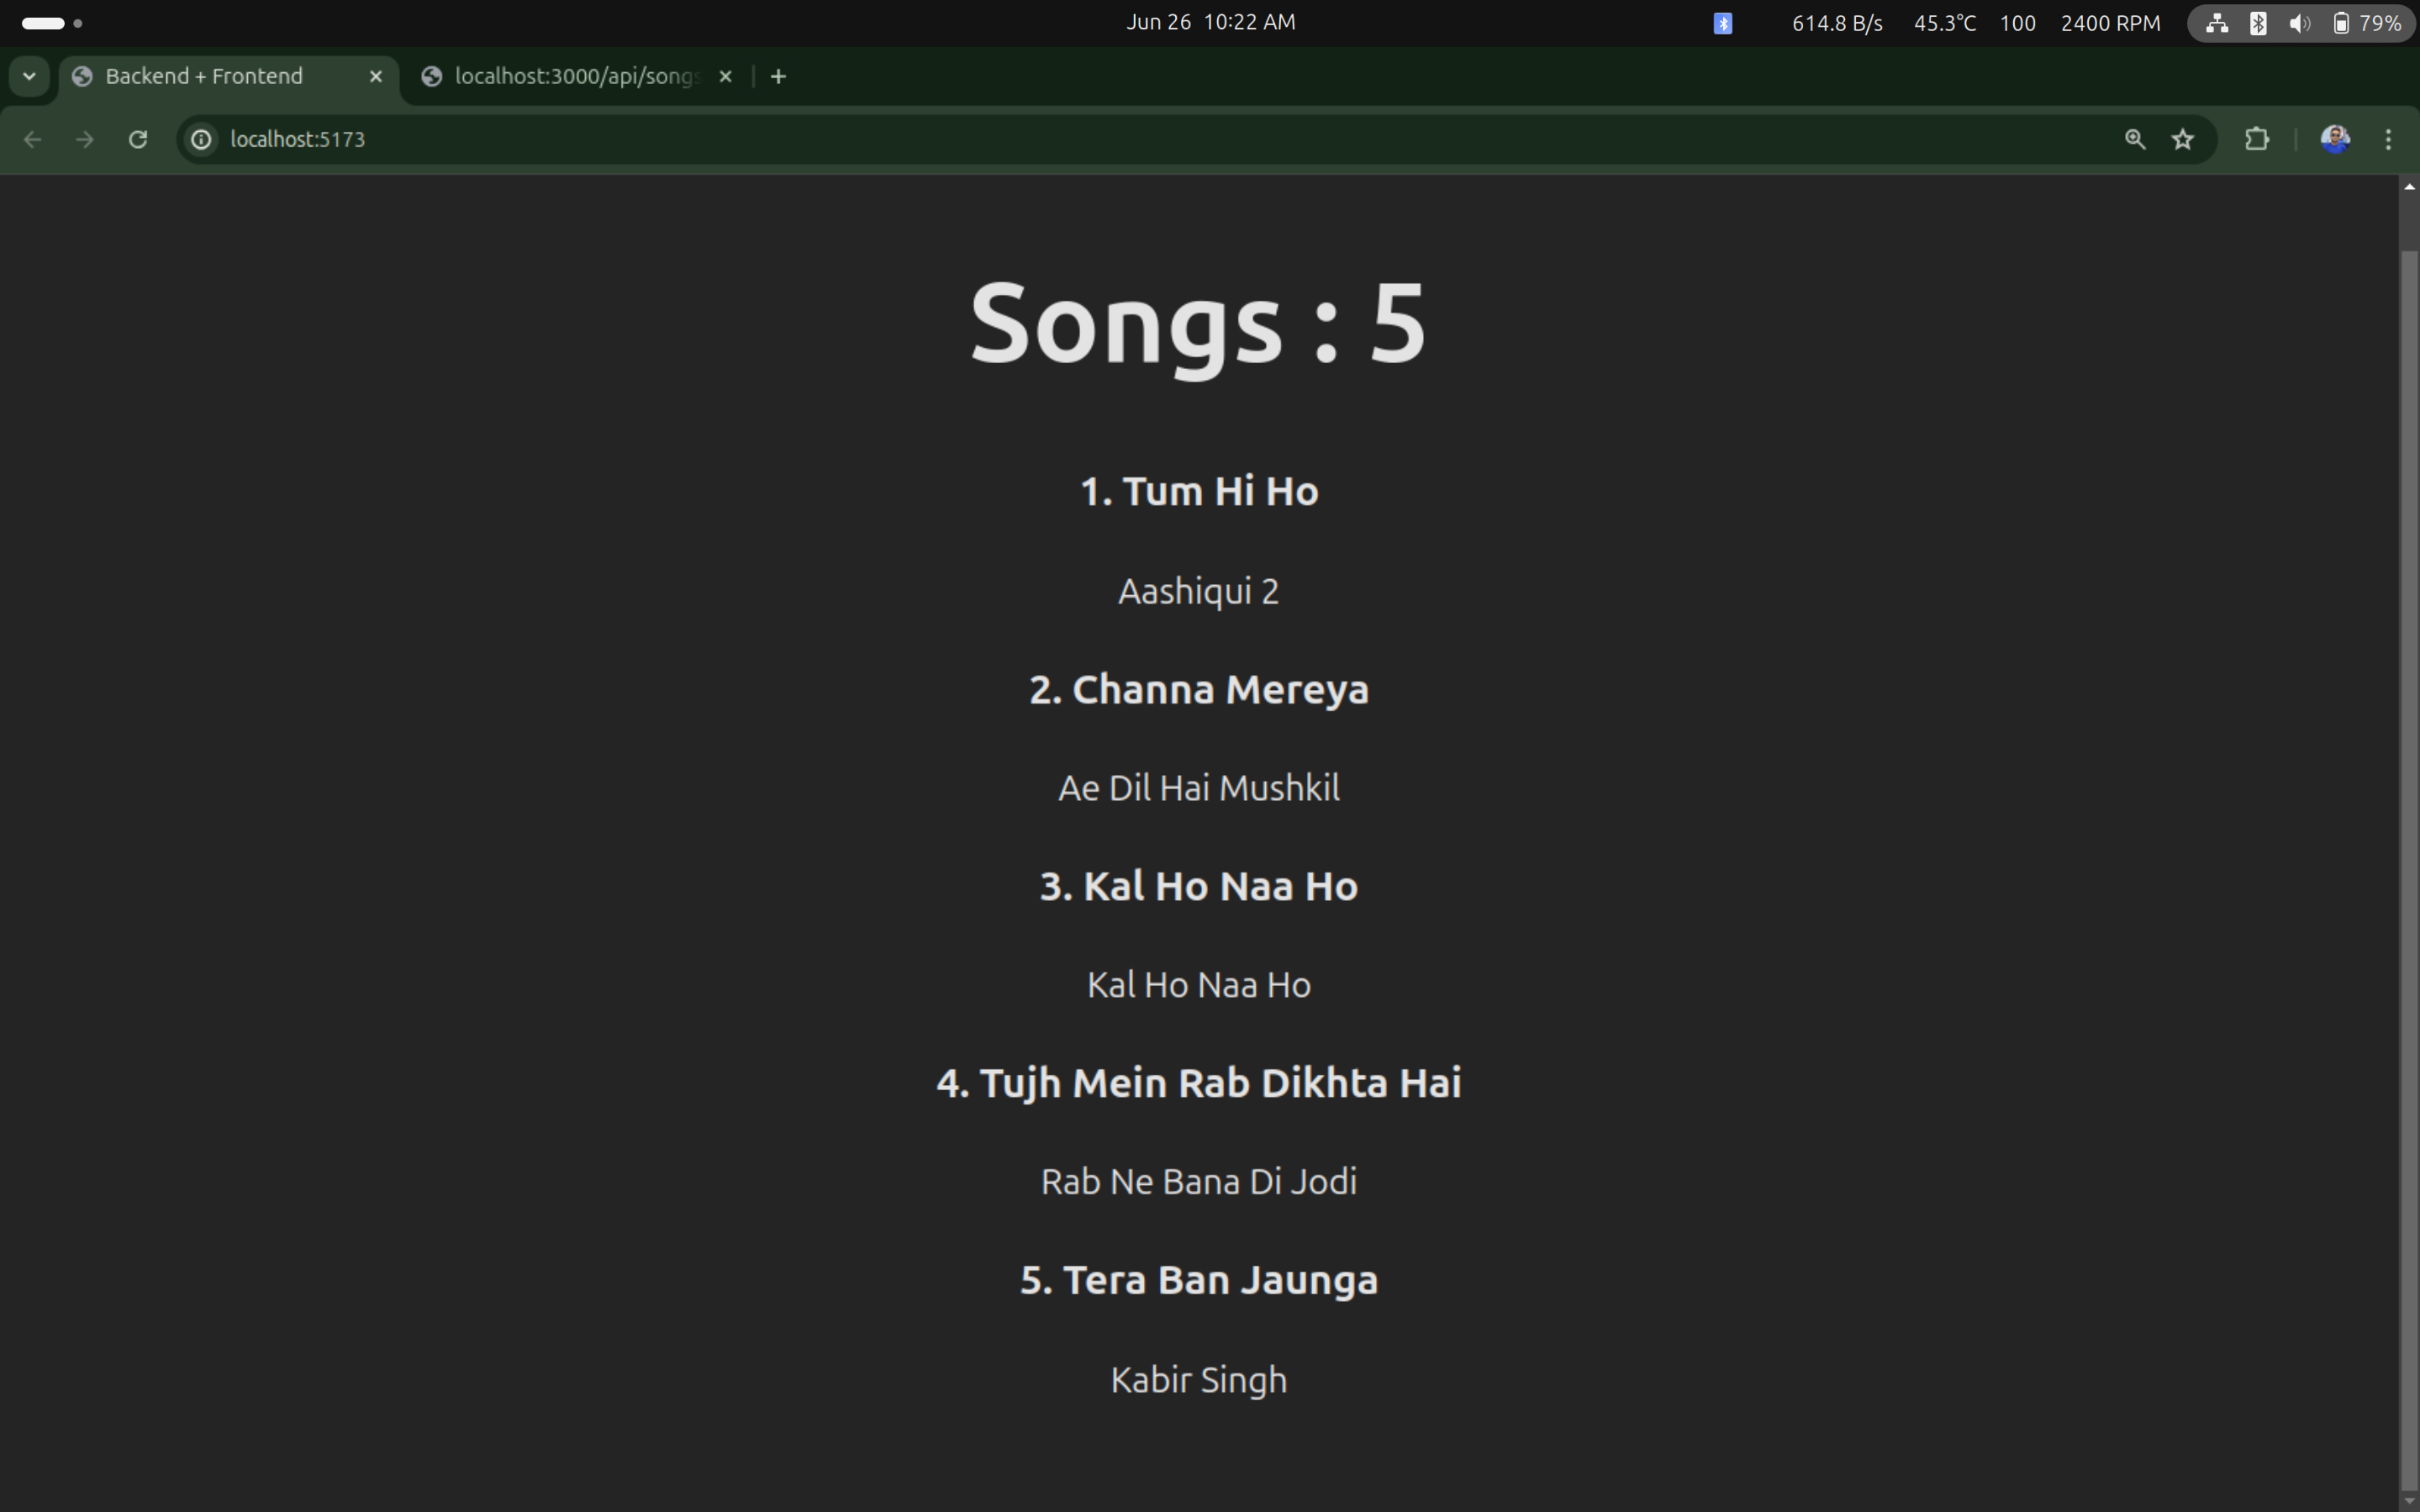 Jun 26 10:22 AM
614.8 B/s 45.3°C 100 2400 RPM 79%
Backend + Frontend
localhost:3000/api/songs
localhost:5173
Songs : 5
1. Tum Hi Ho
Aashiqui 2
2. Channa Mereya
Ae Dil Hai Mushkil
3. Kal Ho Naa Ho
Kal Ho Naa Ho
4. Tujh Mein Rab Dikhta Hai
Rab Ne Bana Di Jodi
5. Tera Ban Jaunga
Kabir Singh